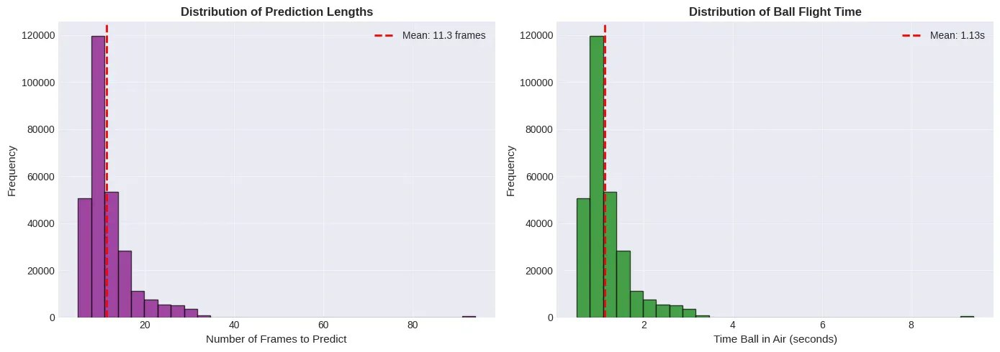 Distribution of Prediction Lengths
Mean: 11.3 frames
120000
100000
80000
60000
40000
20000
0
Frequency
20 40 60 80
Number of Frames to Predict
Distribution of Ball Flight Time
Mean: 1.13s
120000
100000
80000
60000
40000
20000
0
Frequency
2 4 6 8
Time Ball in Air (seconds)